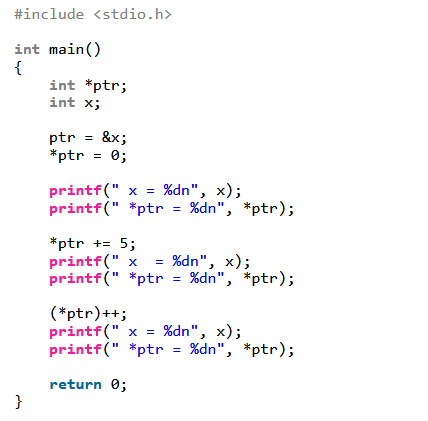 #include <stdio.h>

int main()
{
    int *ptr;
    int x;

    ptr = &x;
    *ptr = 0;

    printf(" x = %dn", x);
    printf(" *ptr = %dn", *ptr);

    *ptr += 5;
    printf(" x  = %dn", x);
    printf(" *ptr = %dn", *ptr);

    (*ptr)++;
    printf(" x = %dn", x);
    printf(" *ptr = %dn", *ptr);

    return 0;
}